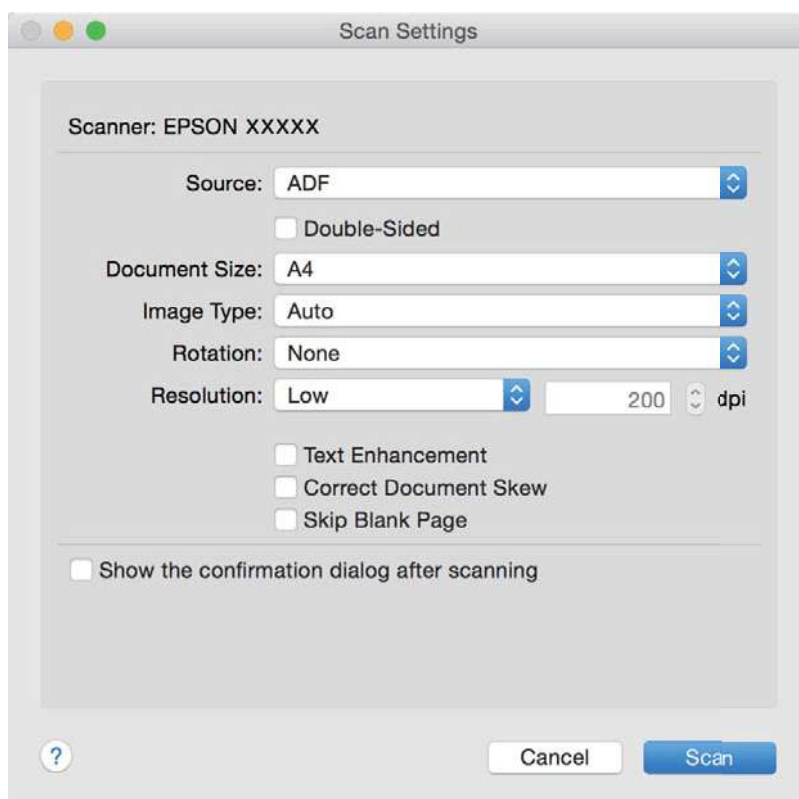 Scan Settings
Scanner: EPSON XXXXX
Source: ADF
Double-Sided
Document Size: A4
Image Type: Auto
Rotation: None
Resolution: Low 200 dpi
Text Enhancement
Correct Document Skew
Skip Blank Page
Show the confirmation dialog after scanning
? Cancel Scan